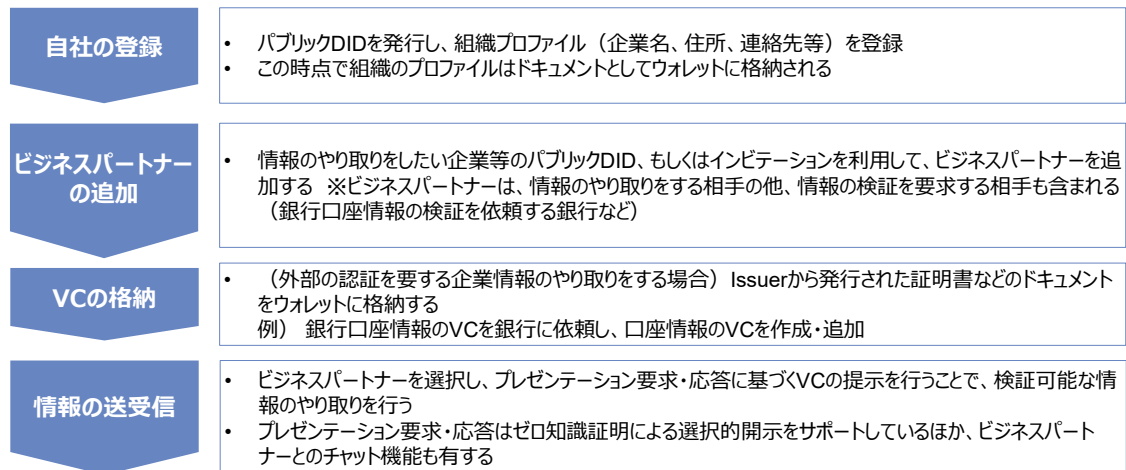 自社の登録
• パブリックDIDを発行し、組織プロファイル（企業名、住所、連絡先等）を登録
• この時点で組織のプロファイルはドキュメントとしてウォレットに格納される
ビジネスパートナー
の追加
• 情報のやり取りをしたい企業等のパブリックDID、もしくはインビテーションを利用して、ビジネスパートナーを追
加する ※ビジネスパートナーは、情報のやり取りをする相手の他、情報の検証を要求する相手も含まれる
（銀行口座情報の検証を依頼する銀行など）
VCの格納
• （外部の認証を要する企業情報のやり取りをする場合）Issuerから発行された証明書などのドキュメント
をウォレットに格納する
例） 銀行口座情報のVCを銀行に依頼し、口座情報のVCを作成・追加
情報の送受信
• ビジネスパートナーを選択し、プレゼンテーション要求・応答に基づくVCの提示を行うことで、検証可能な情
報のやり取りを行う
• プレゼンテーション要求・応答はゼロ知識証明による選択的開示をサポートしているほか、ビジネスパート
ナーとのチャット機能も有する